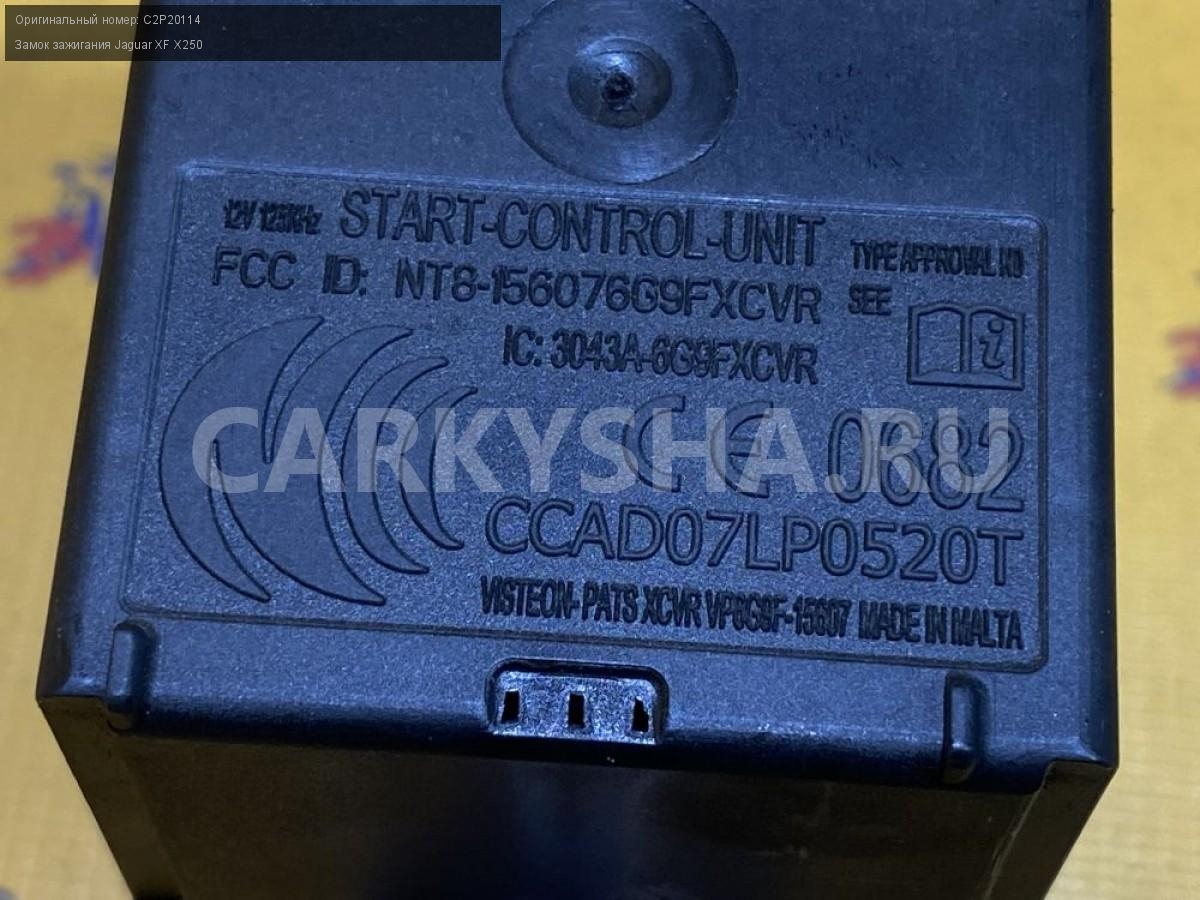 Оригинальный номер: C2P20114
Замок зажигания Jaguar XF X250
12V 125KHz START-CONTROL-UNIT TYPE APPROVAL NO
FCC ID: NT8-156076G9FXCVR SEE
IC: 3043A-6G9FXCVR
CE 0682
CARKYSHA.RU
CCAD07LP0520T
VISTEON- PATS XCVR VP6G9F-15607 MADE IN MALTA